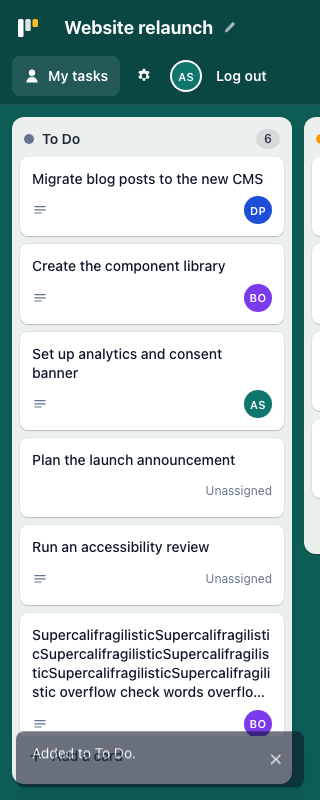 Website relaunch
My tasks
AS
Log out
To Do
6
Migrate blog posts to the new CMS
DP
Create the component library
BO
Set up analytics and consent
banner
AS
Plan the launch announcement
Unassigned
Run an accessibility review
Unassigned
SupercalifragilisticSupercalifragilisti
cSupercalifragilisticSupercalifragilis
ticSupercalifragilisticSupercalifragili
stic overflow check words overflo...
BO
+ Add a card
Added to To Do.